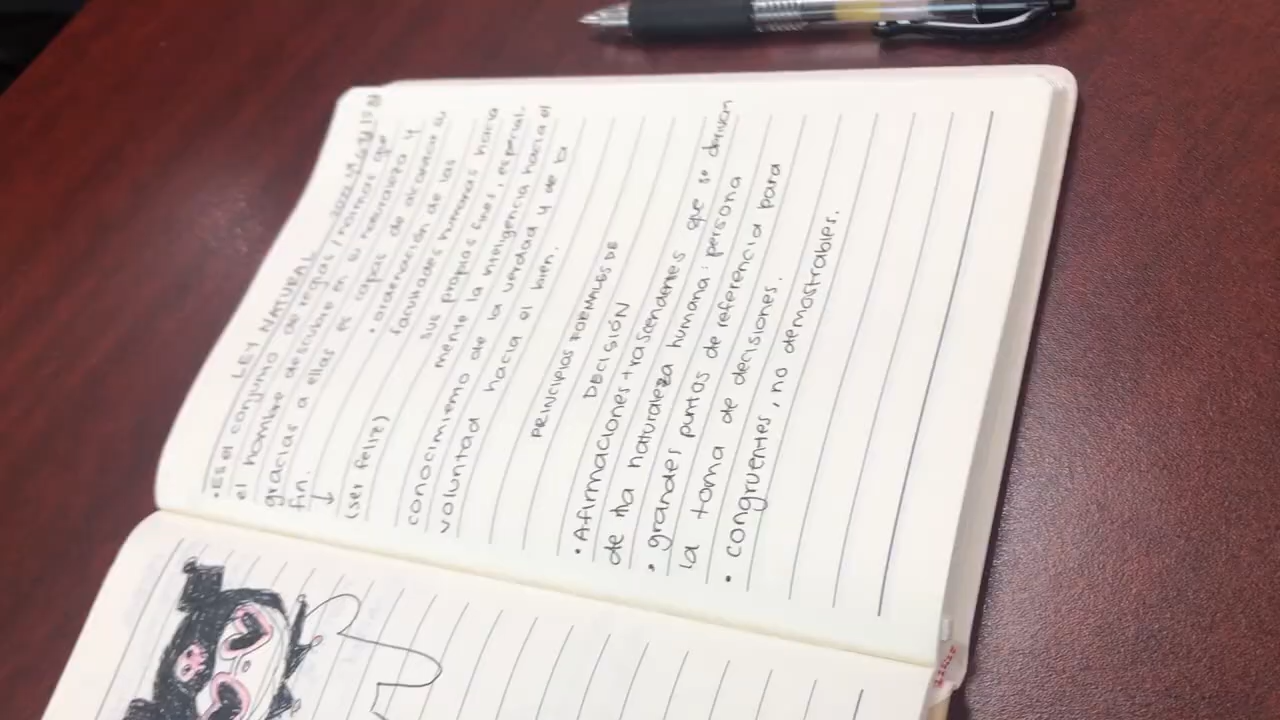 LEY NATURAL
• Es el conjunto de reglas / normas que
el hombre descubre en su naturaleza y
gracias a ellas es capaz de alcanzar su
fin. • ordenación de las
↓ facultades humanas hacia
(ser feliz) sus propios fines, especial-
mente la inteligencia hacia el
conocimiento de la verdad y de la
voluntad hacia el bien.
PRINCIPIOS FORMALES DE
DECISIÓN
• Afirmaciones trascendentes que se derivan
de la naturaleza humana: persona
• grandes puntos de referencia para
la toma de decisiones.
• congruentes, no demostrables.